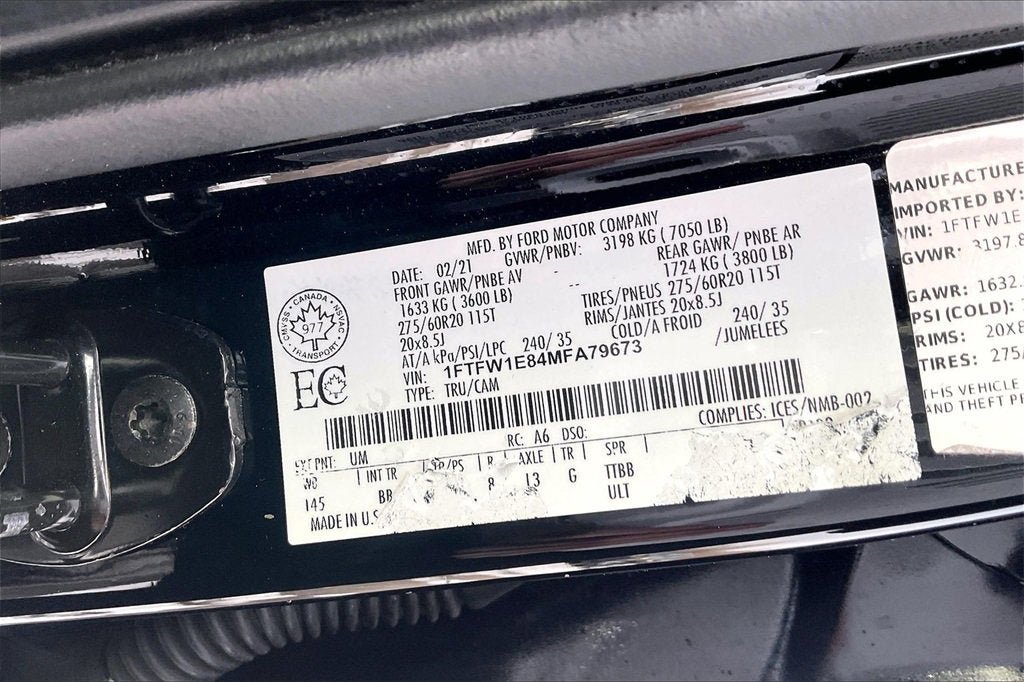 MFD. BY FORD MOTOR COMPANY
DATE: 02/21 GVWR/PNBV: 3198 KG ( 7050 LB)
FRONT GAWR/PNBE AV REAR GAWR/ PNBE AR
1633 KG ( 3600 LB) 1724 KG ( 3800 LB)
275/60R20 115T TIRES/PNEUS 275/60R20 115T
20x8.5J RIMS/JANTES 20x8.5J
AT/A kPa/PSI/LPC 240/ 35 COLD/A FROID 240/ 35
VIN: 1FTFW1E84MFA79673 /JUMELEES
TYPE: TRU/CAM
CANADA
CMVSS NSVAC
977
TRANSPORT
EC
COMPLIES: ICES/NMB-002
RC: A6 DSO:
EXT PNT: UM
INT TR TP/PS R AXLE TR SPR
145 BB 8 13 G TTBB
ULT
MADE IN U.S
MANUFACTURE
IMPORTED BY:
VIN: 1FTFW1E
GVWR: 3197.8
GAWR: 1632.
PSI (COLD):
RIMS: 20X8
TIRES: 275/
THIS VEHICLE
AND THEFT PR